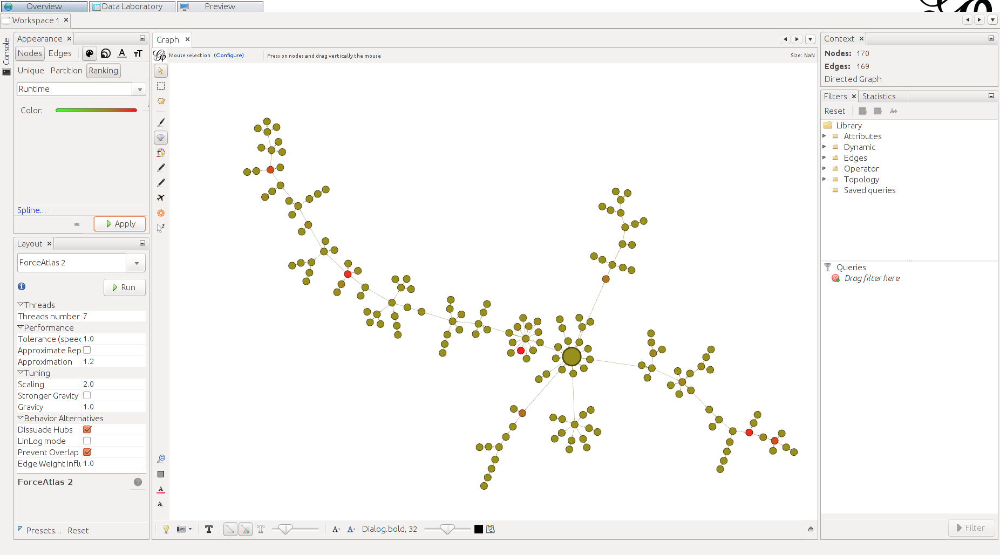 Overview
Data Laboratory
Preview
Workspace 1
Console
Appearance
Nodes
Edges
Unique
Partition
Ranking
Runtime
Color:
Spline...
Apply
Layout
ForceAtlas 2
Run
Threads
Threads number 7
Performance
Tolerance (speed 1.0
Approximate Rep
Approximation 1.2
Tuning
Scaling 2.0
Stronger Gravity
Gravity 1.0
Behavior Alternatives
Dissuade Hubs
LinLog mode
Prevent Overlap
Edge Weight Influ 1.0
ForceAtlas 2
Presets...
Reset
Graph
Mouse selection (Configure)
Press on nodes and drag vertically the mouse
Size: NaN
Dialog.bold, 32
Context
Nodes: 170
Edges: 169
Directed Graph
Filters
Statistics
Reset
Library
Attributes
Dynamic
Edges
Operator
Topology
Saved queries
Queries
Drag filter here
Filter